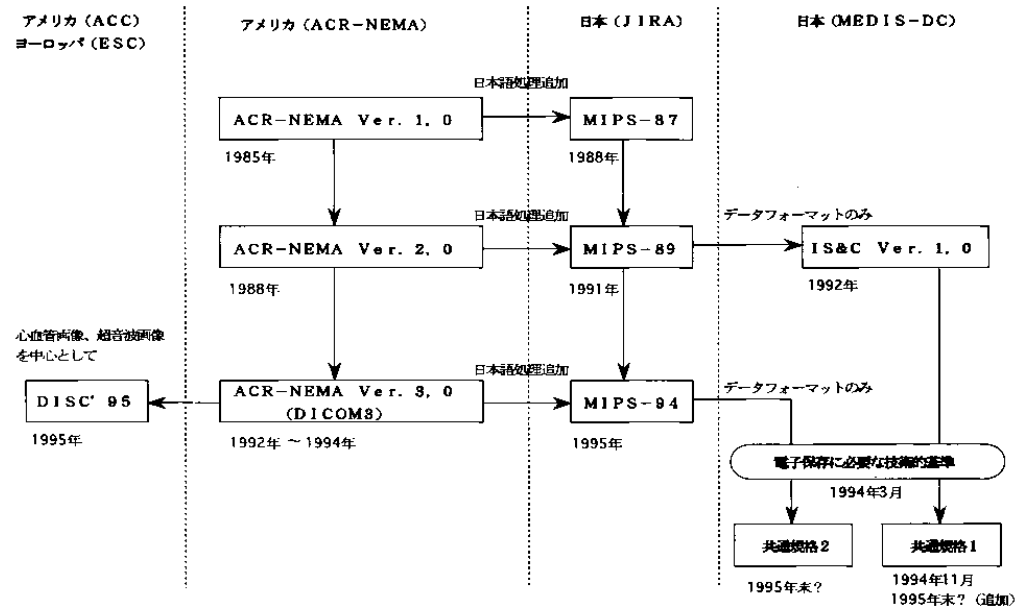 アメリカ（ACC）
ヨーロッパ（ESC）
アメリカ（ACR-NEMA）
日本（JIRA）
日本（MEDIS-DC）
日本語処理追加
ACR-NEMA Ver. 1, 0
MIPS-87
1985年
1988年
日本語処理追加
データフォーマットのみ
ACR-NEMA Ver. 2, 0
MIPS-89
IS&C Ver. 1, 0
1988年
1991年
1992年
心血管画像、超音波画像
を中心として
日本語処理追加
データフォーマットのみ
DISC' 95
ACR-NEMA Ver. 3, 0
(DICOM3)
MIPS-94
1995年
1992年 ～1994年
1995年
電子保存に必要な技術的基準
1994年3月
共通規格2
共通規格1
1995年末？
1994年11月
1995年末？（追加）